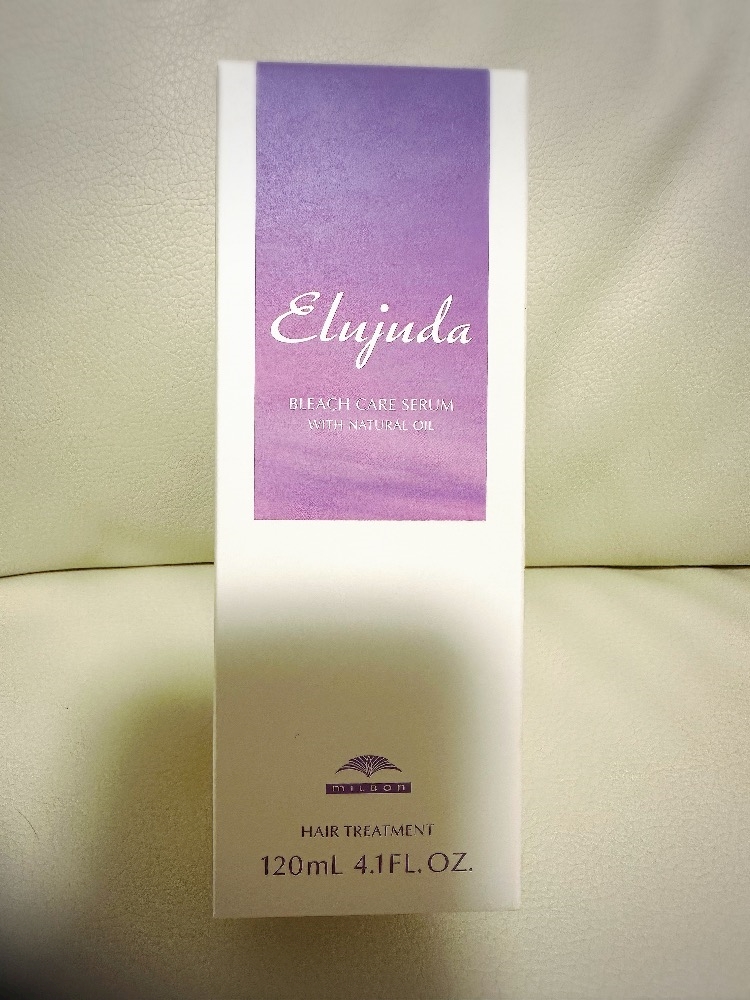 Elujuda
BLEACH CARE SERUM
WITH NATURAL OIL
MILBON
HAIR TREATMENT
120mL 4.1FL.OZ.